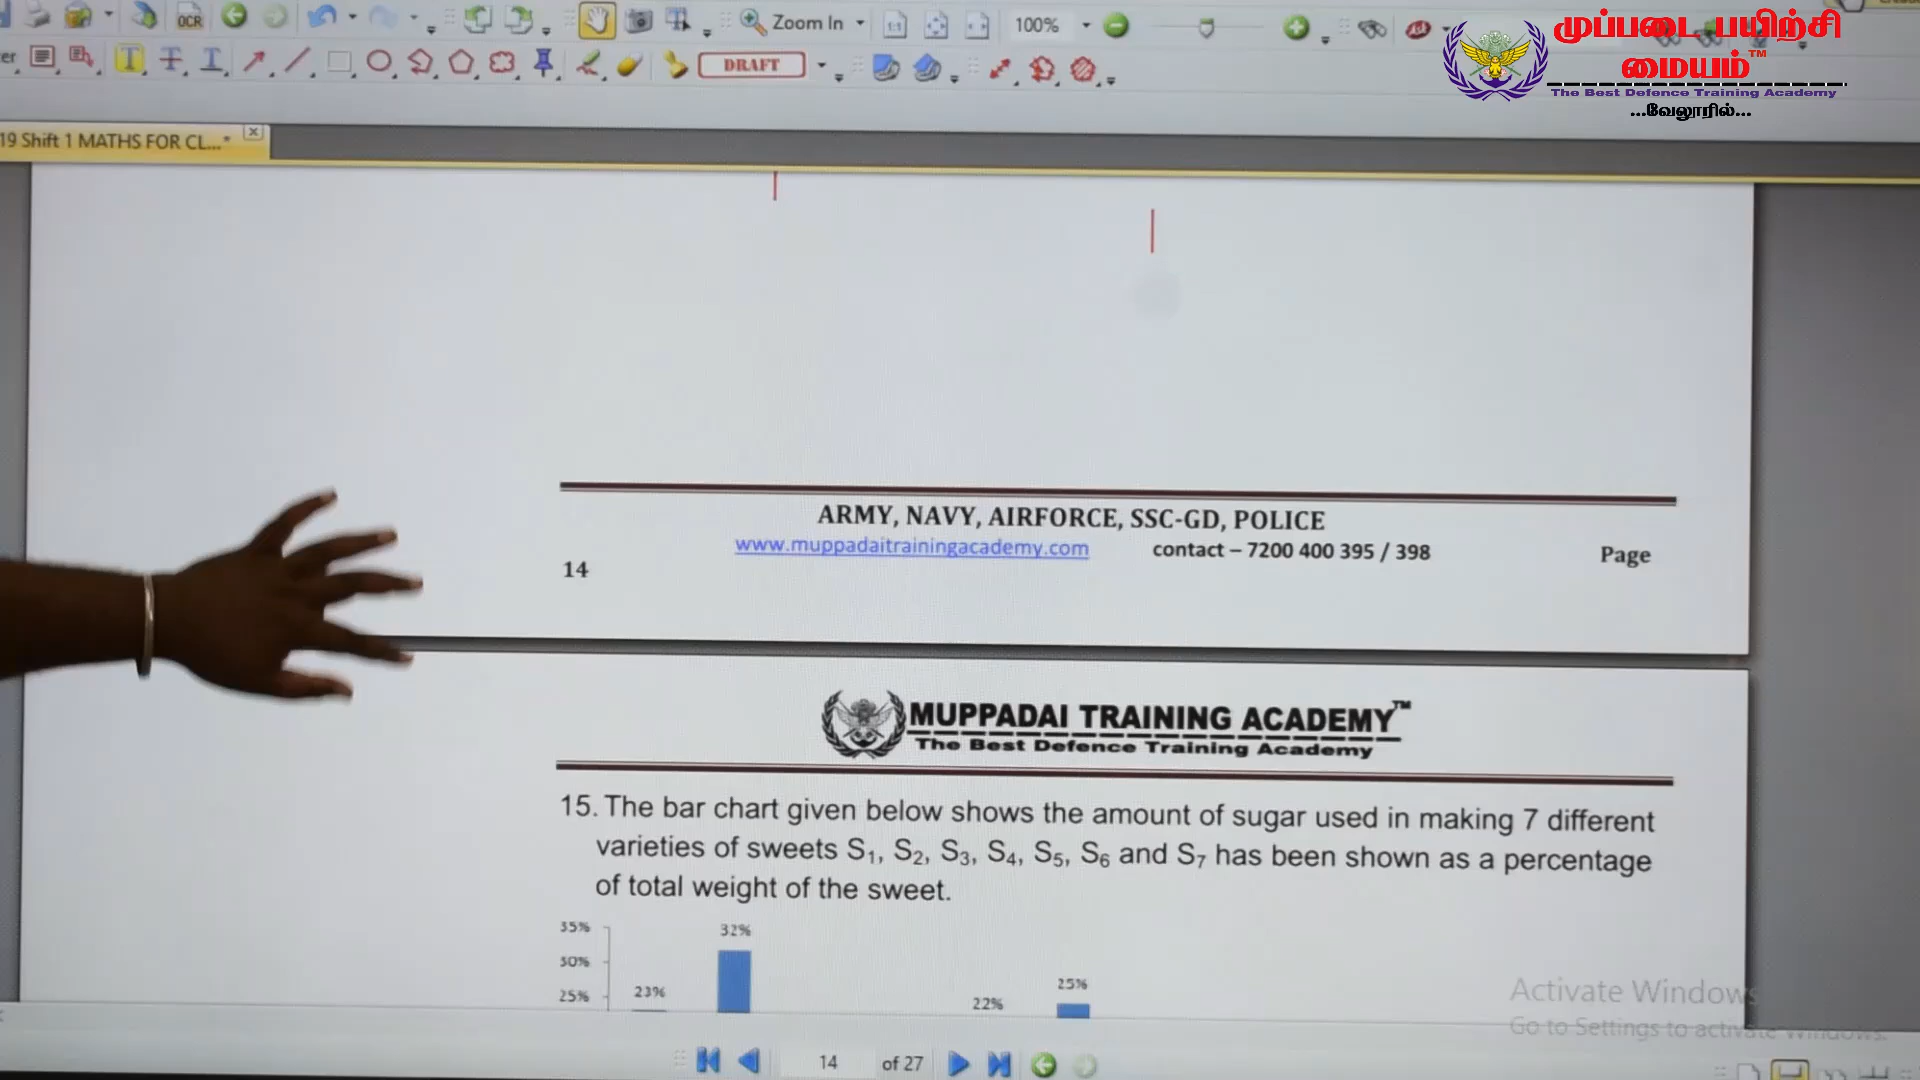 OCR
Zoom In
100%
முப்படை பயிற்சி
மையம்™
The Best Defence Training Academy
...வேலூரில்...
DRAFT
19 Shift 1 MATHS FOR CL... *
ARMY, NAVY, AIRFORCE, SSC-GD, POLICE
www.muppadaitrainingacademy.com contact – 7200 400 395 / 398 Page
14
MUPPADAI TRAINING ACADEMY™
The Best Defence Training Academy
15. The bar chart given below shows the amount of sugar used in making 7 different
varieties of sweets S₁, S₂, S₃, S₄, S₅, S₆ and S₇ has been shown as a percentage
of total weight of the sweet.
35%
32%
30%
25%
23%
22%
25%
Activate Windows
Go to Settings to activate Windows.
14 of 27